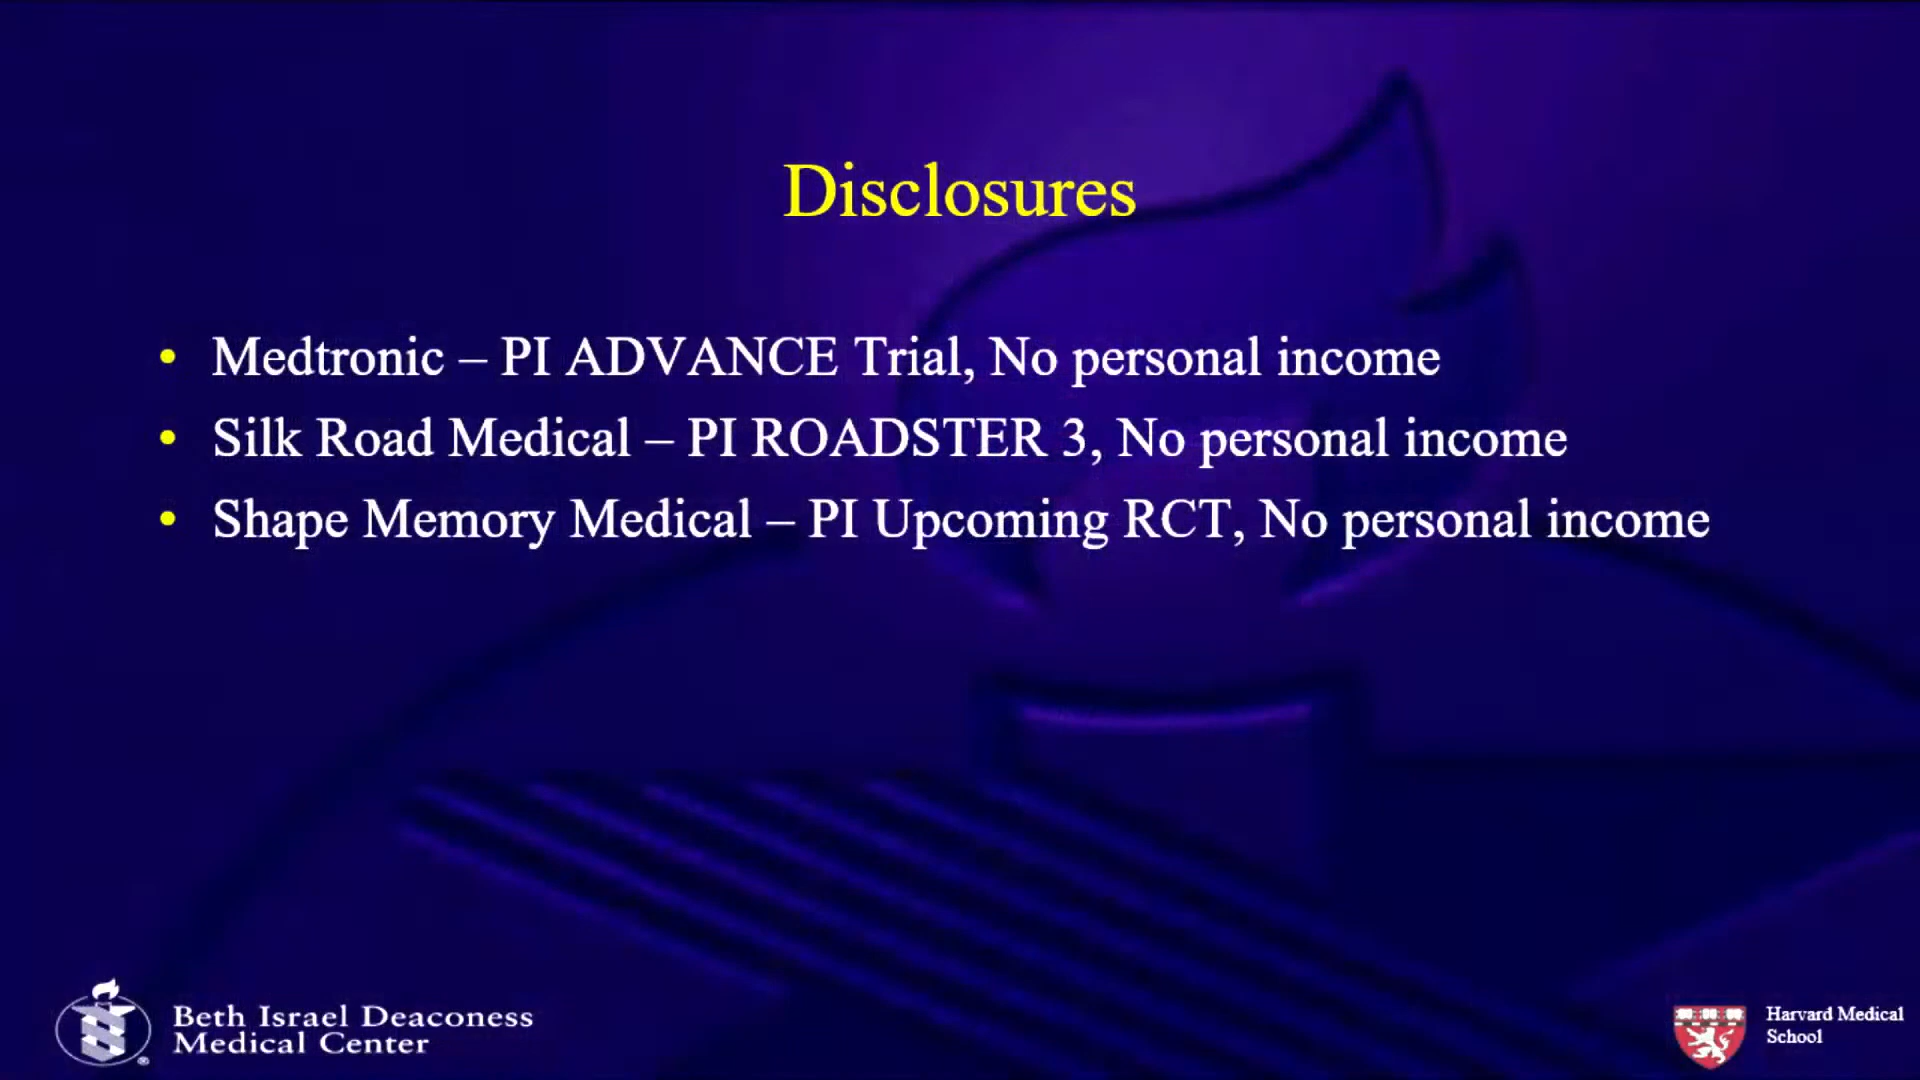 Disclosures
• Medtronic – PI ADVANCE Trial, No personal income
• Silk Road Medical – PI ROADSTER 3, No personal income
• Shape Memory Medical – PI Upcoming RCT, No personal income
Beth Israel Deaconess
Medical Center
®
Harvard Medical
School